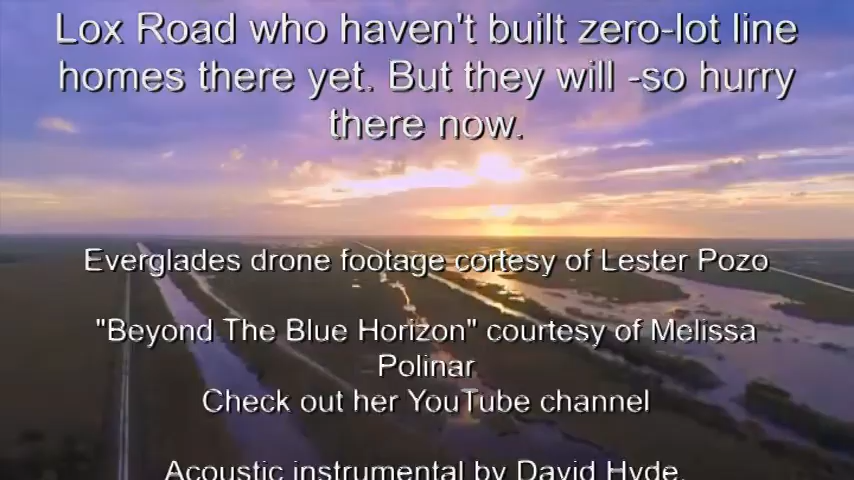 Lox Road who haven't built zero-lot line
homes there yet. But they will -so hurry
there now.
Everglades drone footage cortesy of Lester Pozo
"Beyond The Blue Horizon" courtesy of Melissa
Polinar
Check out her YouTube channel
Acoustic instrumental by David Hyde.